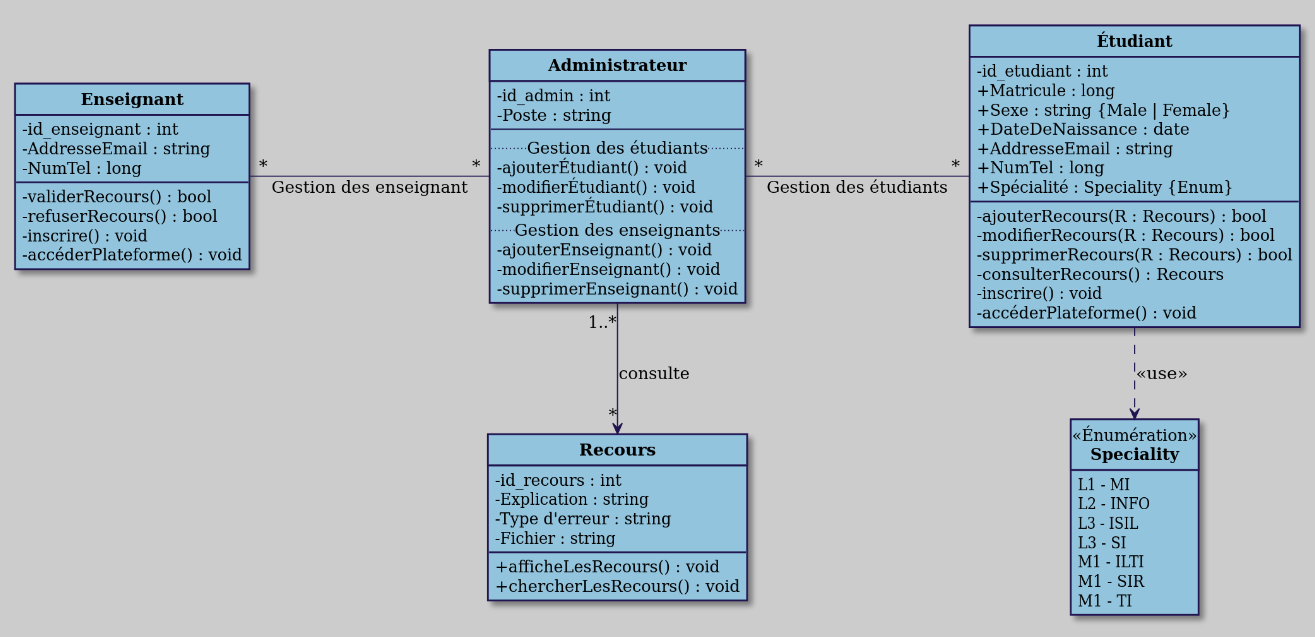 Enseignant
-id_enseignant : int
-AddresseEmail : string
-NumTel : long
-validerRecours() : bool
-refuserRecours() : bool
-inscrire() : void
-accéderPlateforme() : void
*
*
Gestion des enseignant
Administrateur
-id_admin : int
-Poste : string
Gestion des étudiants
-ajouterÉtudiant() : void
-modifierÉtudiant() : void
-supprimerÉtudiant() : void
Gestion des enseignants
-ajouterEnseignant() : void
-modifierEnseignant() : void
-supprimerEnseignant() : void
*
*
Gestion des étudiants
Étudiant
-id_etudiant : int
+Matricule : long
+Sexe : string {Male | Female}
+DateDeNaissance : date
+AddresseEmail : string
+NumTel : long
+Spécialité : Speciality {Enum}
-ajouterRecours(R : Recours) : bool
-modifierRecours(R : Recours) : bool
-supprimerRecours(R : Recours) : bool
-consulterRecours() : Recours
-inscrire() : void
-accéderPlateforme() : void
1..*
consulte
*
«use»
Recours
-id_recours : int
-Explication : string
-Type d'erreur : string
-Fichier : string
+afficheLesRecours() : void
+chercherLesRecours() : void
«Énumération»
Speciality
L1 - MI
L2 - INFO
L3 - ISIL
L3 - SI
M1 - ILTI
M1 - SIR
M1 - TI